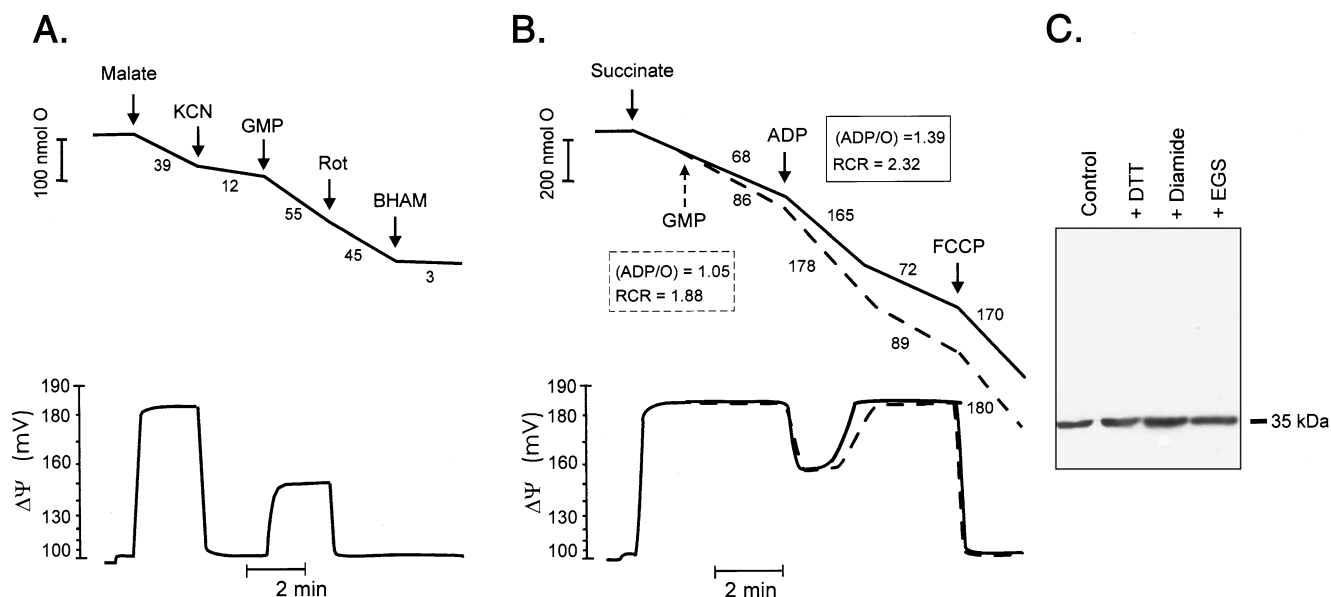 A.
Malate
KCN
GMP
Rot
BHAM
100 nmol O
39
12
55
45
3
190
180
160
130
100
ΔΨ (mV)
2 min
B.
Succinate
ADP
GMP
FCCP
200 nmol O
68
86
165
178
72
89
170
180
(ADP/O) =1.39
RCR = 2.32
(ADP/O) = 1.05
RCR = 1.88
190
180
160
130
100
ΔΨ (mV)
2 min
C.
Control
+ DTT
+ Diamide
+ EGS
35 kDa